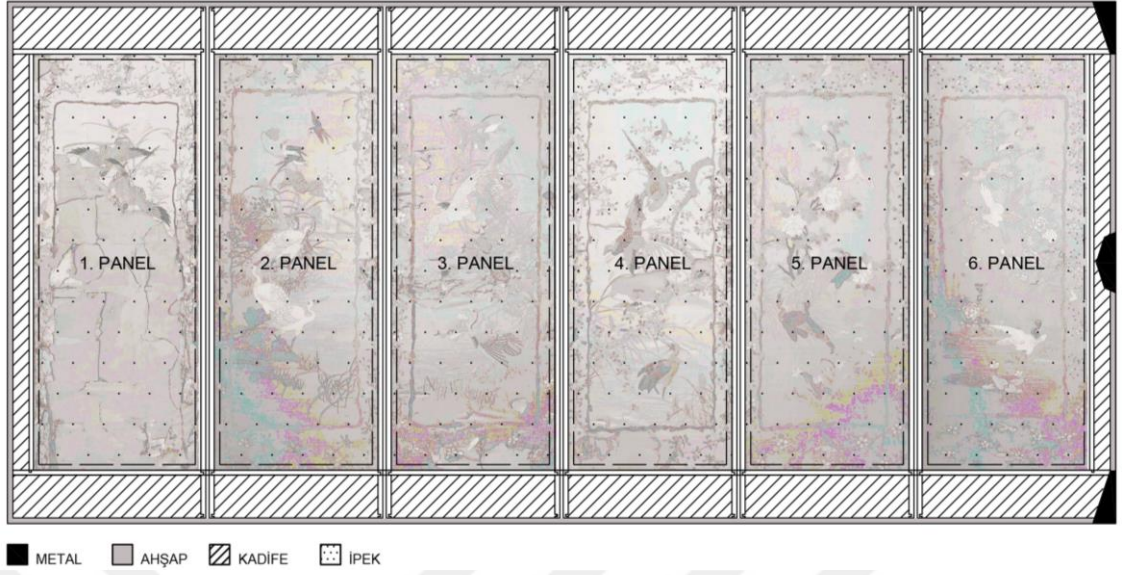 1. PANEL 2. PANEL 3. PANEL 4. PANEL 5. PANEL 6. PANEL
METAL AHŞAP KADİFE İPEK